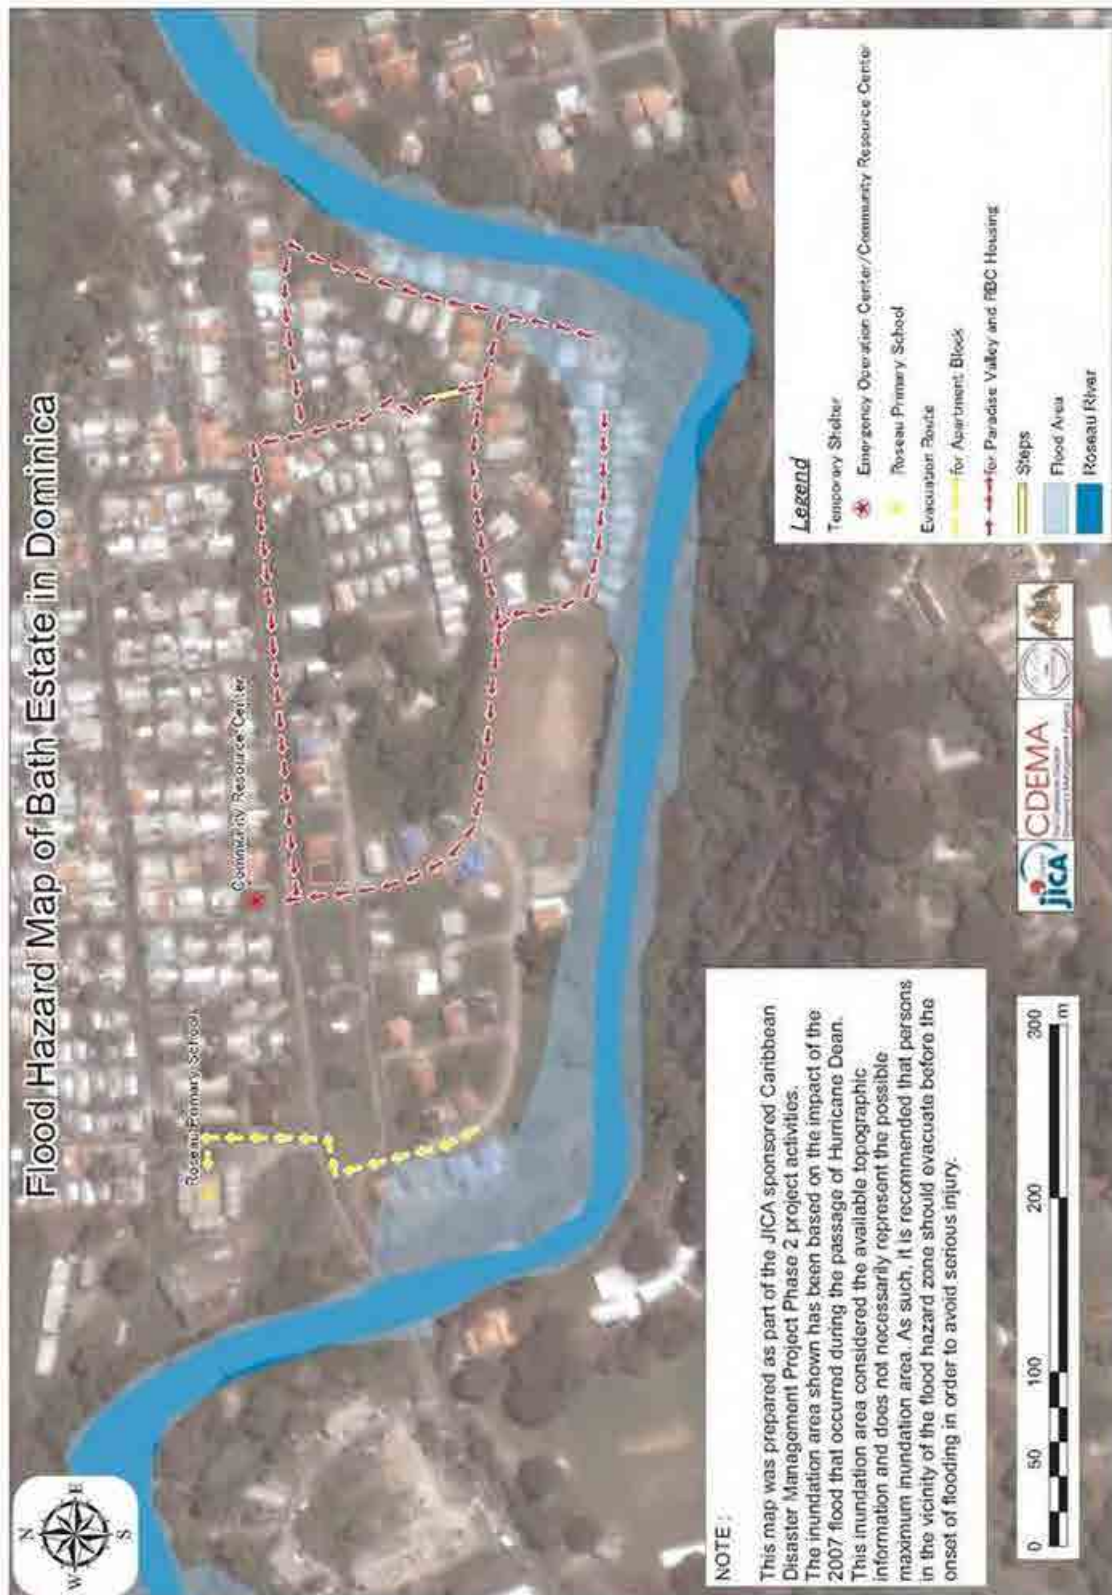 Flood Hazard Map of Bath Estate in Dominica
N
W
E
S
Roseau Primary School
Community Resource Center
Legend
Temporary Shelter
Emergency Operation Center/Community Resource Center
Roseau Primary School
Evacuation Route
for Apartment Block
for Paradise Valley and RBC Housing
Steps
Flood Area
Roseau River
NOTE :
This map was prepared as part of the JICA sponsored Caribbean
Disaster Management Project Phase 2 project activities.
The inundation area shown has been based on the impact of the
2007 flood that occurred during the passage of Hurricane Dean.
This inundation area considered the available topographic
information and does not necessarily represent the possible
maximum inundation area. As such, it is recommended that persons
in the vicinity of the flood hazard zone should evacuate before the
onset of flooding in order to avoid serious injury.
0 50 100 200 300
m
jICA
CDEMA